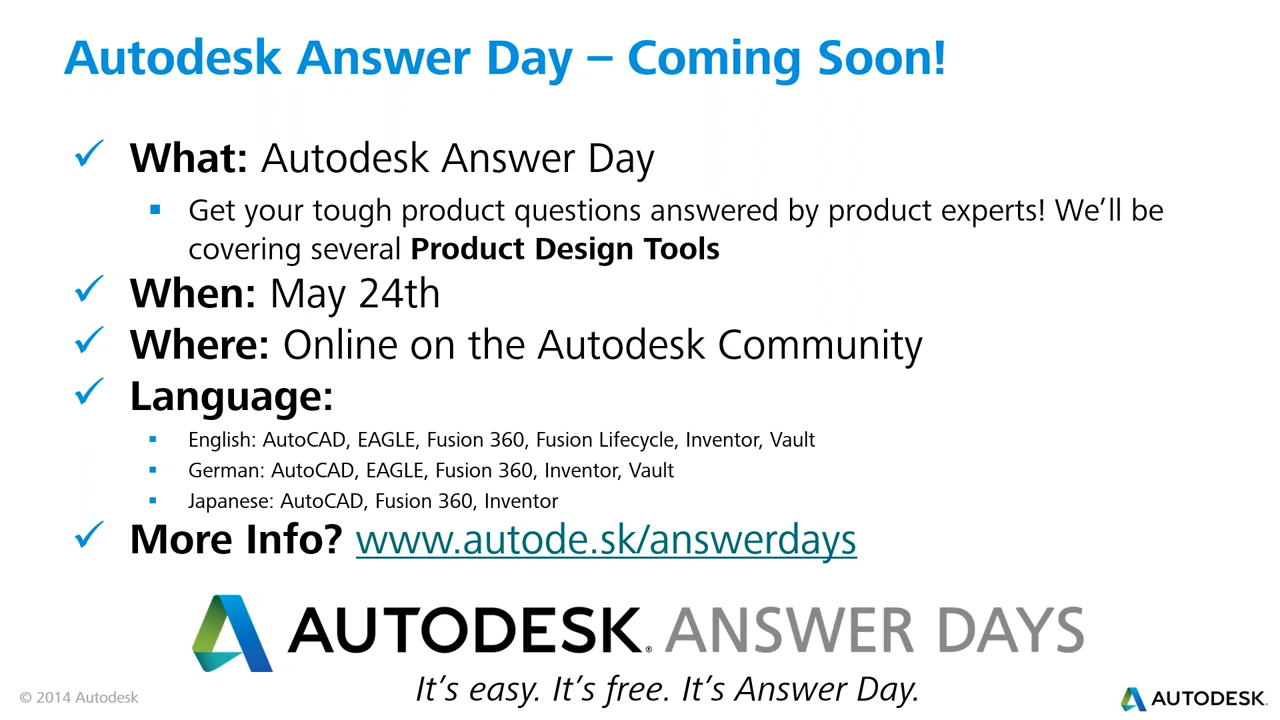 Autodesk Answer Day – Coming Soon!
✓ What: Autodesk Answer Day
▪ Get your tough product questions answered by product experts! We’ll be
covering several Product Design Tools
✓ When: May 24th
✓ Where: Online on the Autodesk Community
✓ Language:
▪ English: AutoCAD, EAGLE, Fusion 360, Fusion Lifecycle, Inventor, Vault
▪ German: AutoCAD, EAGLE, Fusion 360, Inventor, Vault
▪ Japanese: AutoCAD, Fusion 360, Inventor
✓ More Info? www.autode.sk/answerdays
AUTODESK® ANSWER DAYS
It’s easy. It’s free. It’s Answer Day.
© 2014 Autodesk
AUTODESK.